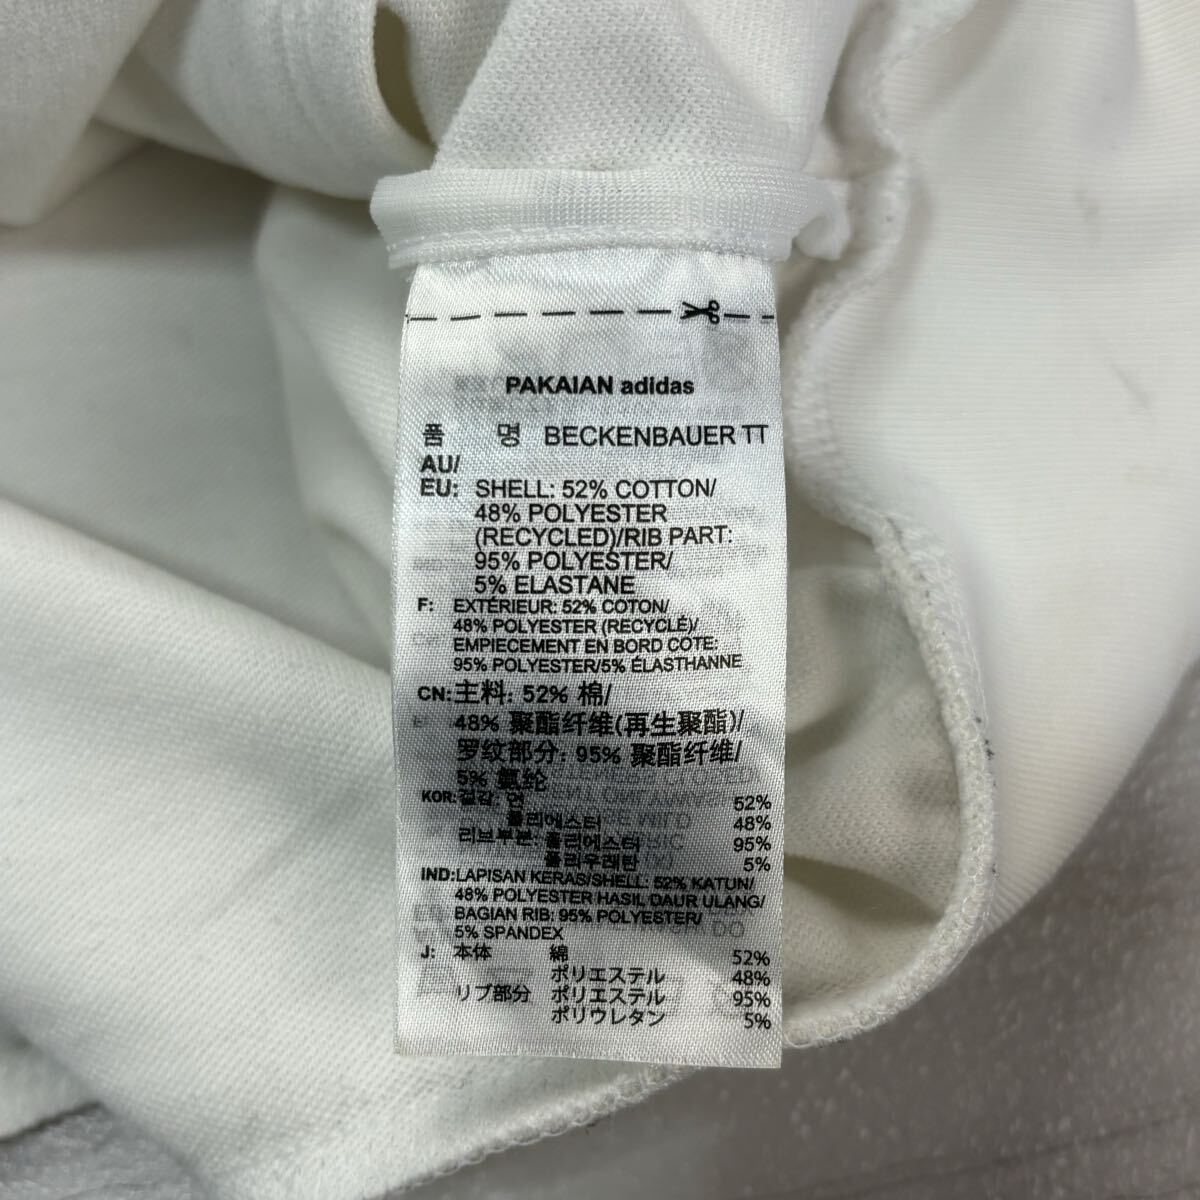 PAKAIAN adidas
품 명 BECKENBAUER TT
AU/
EU: SHELL: 52% COTTON/
48% POLYESTER
(RECYCLED)/RIB PART:
95% POLYESTER/
5% ELASTANE
F: EXTÉRIEUR: 52% COTON/
48% POLYESTER (RECYCLÉ)/
EMPIECEMENT EN BORD COTE:
95% POLYESTER/5% ÉLASTHANNE
CN: 主料: 52% 棉/
48% 聚酯纤维(再生聚酯)/
罗纹部分: 95% 聚酯纤维/
5% 氨纶
KOR: 겉감: 면 52%
폴리에스터 48%
리브부분: 폴리에스터 95%
폴리우레탄 5%
IND: LAPISAN KERAS/SHELL: 52% KATUN/
48% POLYESTER HASIL DAUR ULANG/
BAGIAN RIB: 95% POLYESTER/
5% SPANDEX
J: 本体 綿 52%
ポリエステル 48%
リブ部分 ポリエステル 95%
ポリウレタン 5%